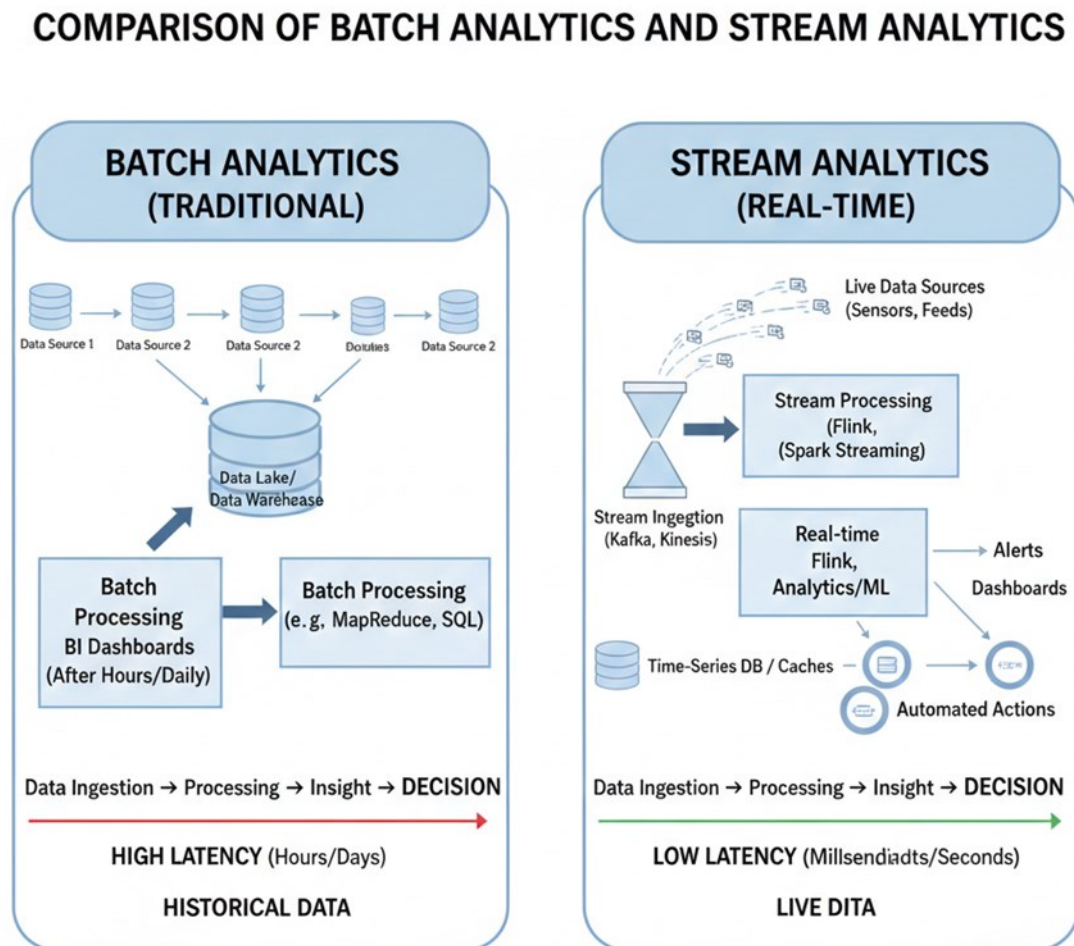 COMPARISON OF BATCH ANALYTICS AND STREAM ANALYTICS
BATCH ANALYTICS
(TRADITIONAL)
Data Source 1
Data Source 2
Data Source 2
Data Source 2
Data Lake/
Data Warehease
Batch
Processing
BI Dashboards
(After Hours/Daily)
Batch Processing
(e.g, MapReduce, SQL)
Data Ingestion → Processing → Insight → DECISION
HIGH LATENCY (Hours/Days)
HISTORICAL DATA
STREAM ANALYTICS
(REAL-TIME)
Live Data Sources
(Sensors, Feeds)
Stream Processing
(Flink,
(Spark Streaming)
Stream Ingegtion
(Kafka, Kinesis)
Real-time
Flink,
Analytics/ML
Alerts
Dashboards
Time-Series DB / Caches
Automated Actions
Data Ingestion → Processing → Insight → DECISION
LOW LATENCY
LIVE DITA